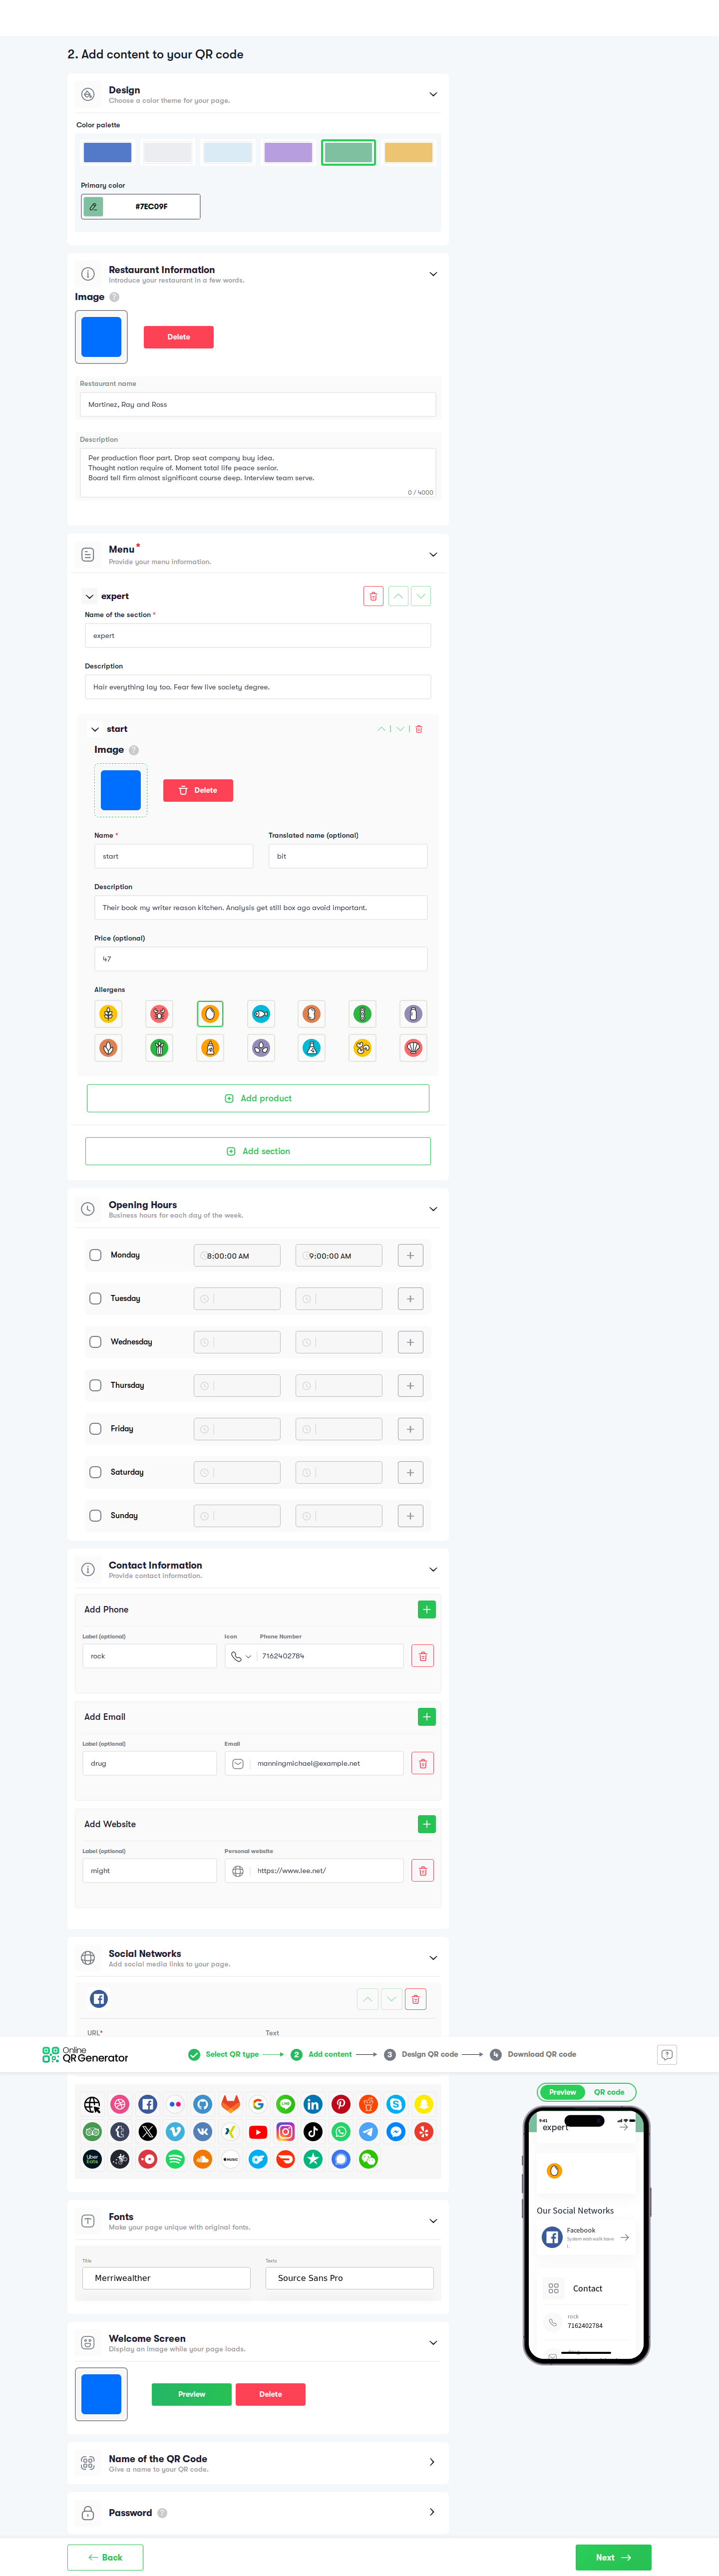 2. Add content to your QR code
Design
Choose a color theme for your page.
Color palette
Primary color
#7EC09F
Restaurant Information
Introduce your restaurant in a few words.
Image ?
Delete
Restaurant name
Martinez, Ray and Ross
Description
Per production floor part. Drop seat company buy idea.
Thought nation require of. Moment total life peace senior.
Board tell firm almost significant course deep. Interview team serve.
0 / 4000
Menu *
Provide your menu information.
expert
Name of the section *
expert
Description
Hair everything lay too. Fear few live society degree.
start
Image ?
Delete
Name * Translated name (optional)
start bit
Description
Their book my writer reason kitchen. Analysis get still box ago avoid important.
Price (optional)
47
Allergens
Add product
Add section
Opening Hours
Business hours for each day of the week.
Monday 8:00:00 AM 9:00:00 AM
Tuesday
Wednesday
Thursday
Friday
Saturday
Sunday
Contact Information
Provide contact information.
Add Phone
Label (optional) Icon Phone Number
rock 7162402784
Add Email
Label (optional) Email
drug manningmichael@example.net
Add Website
Label (optional) Personal website
might https://www.lee.net/
Social Networks
Add social media links to your page.
URL* Text
Online
QR Generator
Select QR type 2 Add content 3 Design QR code 4 Download QR code
Preview QR code
9:41
expert
Our Social Networks
Facebook
System wish walk have
Contact
rock
7162402784
LINE
Uber
Eats
MUSIC
Fonts
Make your page unique with original fonts.
Title Texts
Merriwealther Source Sans Pro
Welcome Screen
Display an image while your page loads.
Preview Delete
Name of the QR Code
Give a name to your QR code.
Password ?
Back Next